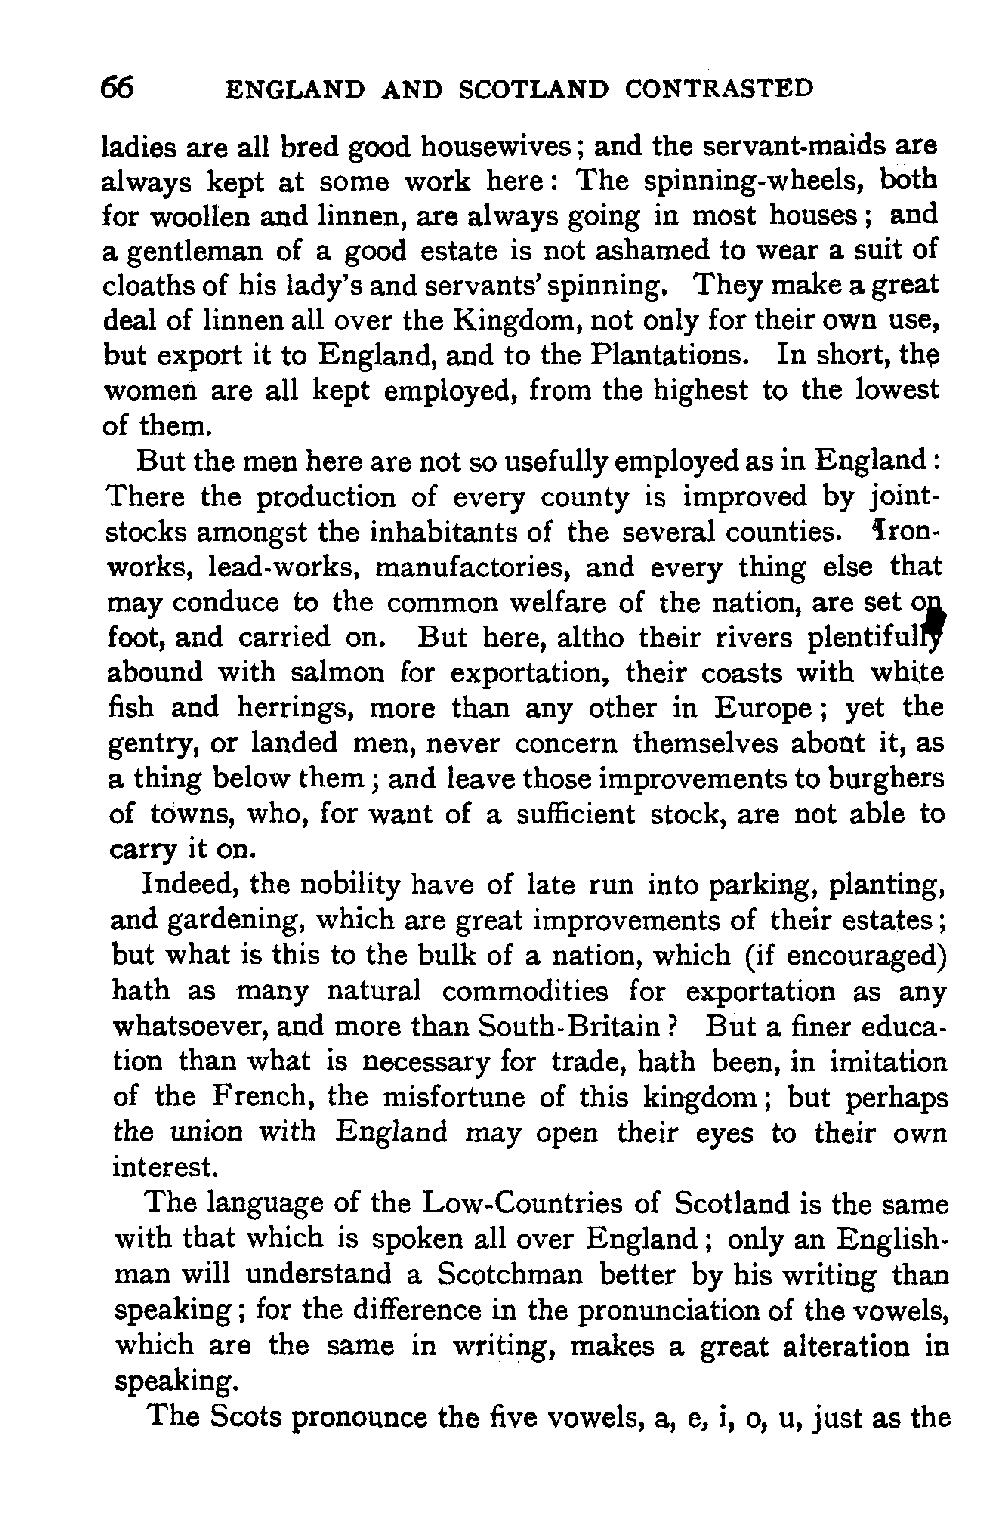 66 ENGLAND AND SCOTLAND CONTRASTED
ladies are all bred good housewives; and the servant-maids are
always kept at some work here: The spinning-wheels, both
for woollen and linnen, are always going in most houses; and
a gentleman of a good estate is not ashamed to wear a suit of
cloaths of his lady's and servants' spinning. They make a great
deal of linnen all over the Kingdom, not only for their own use,
but export it to England, and to the Plantations. In short, the
women are all kept employed, from the highest to the lowest
of them.
But the men here are not so usefully employed as in England:
There the production of every county is improved by joint-
stocks amongst the inhabitants of the several counties. Iron-
works, lead-works, manufactories, and every thing else that
may conduce to the common welfare of the nation, are set on
foot, and carried on. But here, altho their rivers plentifully
abound with salmon for exportation, their coasts with white
fish and herrings, more than any other in Europe; yet the
gentry, or landed men, never concern themselves about it, as
a thing below them; and leave those improvements to burghers
of towns, who, for want of a sufficient stock, are not able to
carry it on.
Indeed, the nobility have of late run into parking, planting,
and gardening, which are great improvements of their estates;
but what is this to the bulk of a nation, which (if encouraged)
hath as many natural commodities for exportation as any
whatsoever, and more than South-Britain? But a finer educa-
tion than what is necessary for trade, hath been, in imitation
of the French, the misfortune of this kingdom; but perhaps
the union with England may open their eyes to their own
interest.
The language of the Low-Countries of Scotland is the same
with that which is spoken all over England; only an English-
man will understand a Scotchman better by his writing than
speaking; for the difference in the pronunciation of the vowels,
which are the same in writing, makes a great alteration in
speaking.
The Scots pronounce the five vowels, a, e, i, o, u, just as the